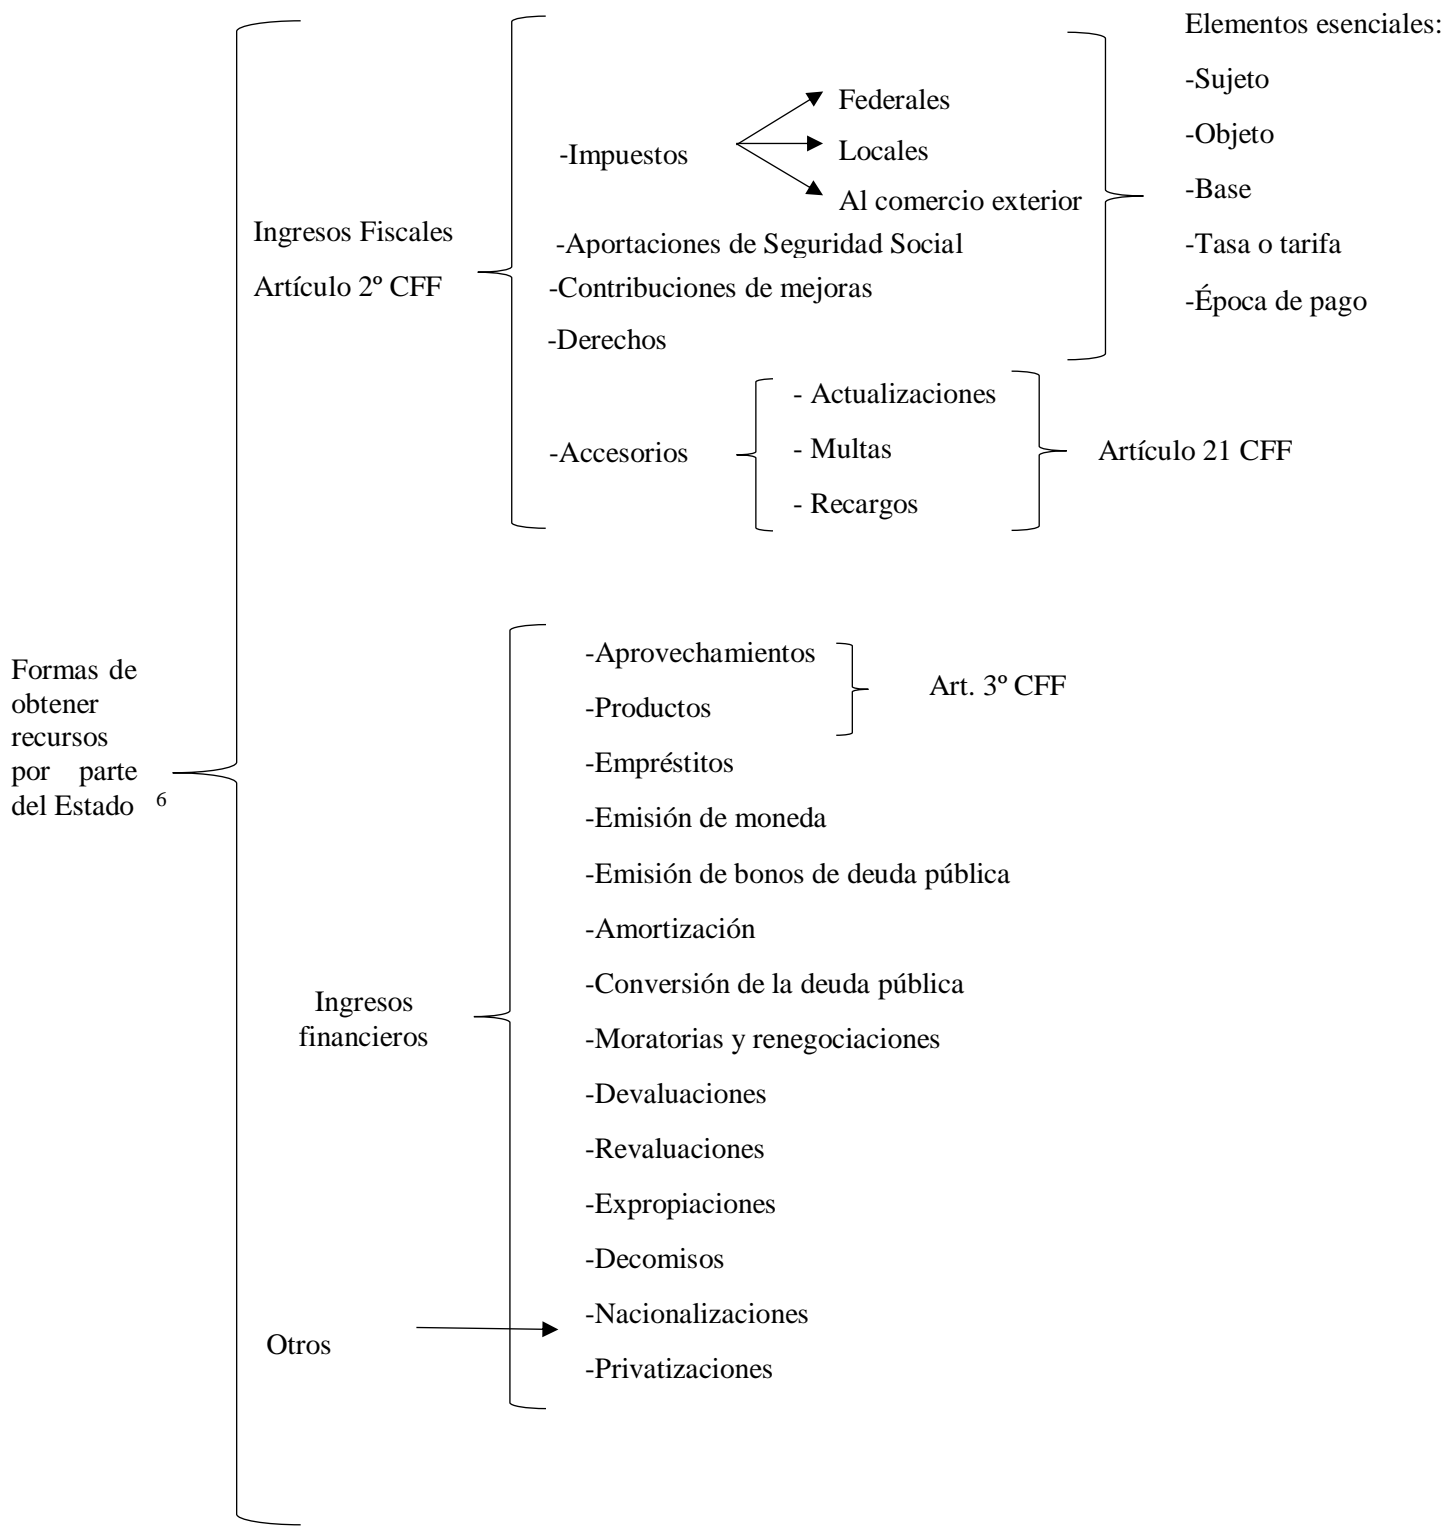 Formas de
obtener
recursos
por parte
del Estado 6
Ingresos Fiscales
Artículo 2º CFF
-Impuestos
Federales
Locales
Al comercio exterior
-Aportaciones de Seguridad Social
-Contribuciones de mejoras
-Derechos
Elementos esenciales:
-Sujeto
-Objeto
-Base
-Tasa o tarifa
-Época de pago
-Accesorios
- Actualizaciones
- Multas
- Recargos
Artículo 21 CFF
Ingresos
financieros
-Aprovechamientos
-Productos
Art. 3º CFF
-Empréstitos
-Emisión de moneda
-Emisión de bonos de deuda pública
-Amortización
-Conversión de la deuda pública
-Moratorias y renegociaciones
-Devaluaciones
-Revaluaciones
-Expropiaciones
-Decomisos
-Nacionalizaciones
-Privatizaciones
Otros